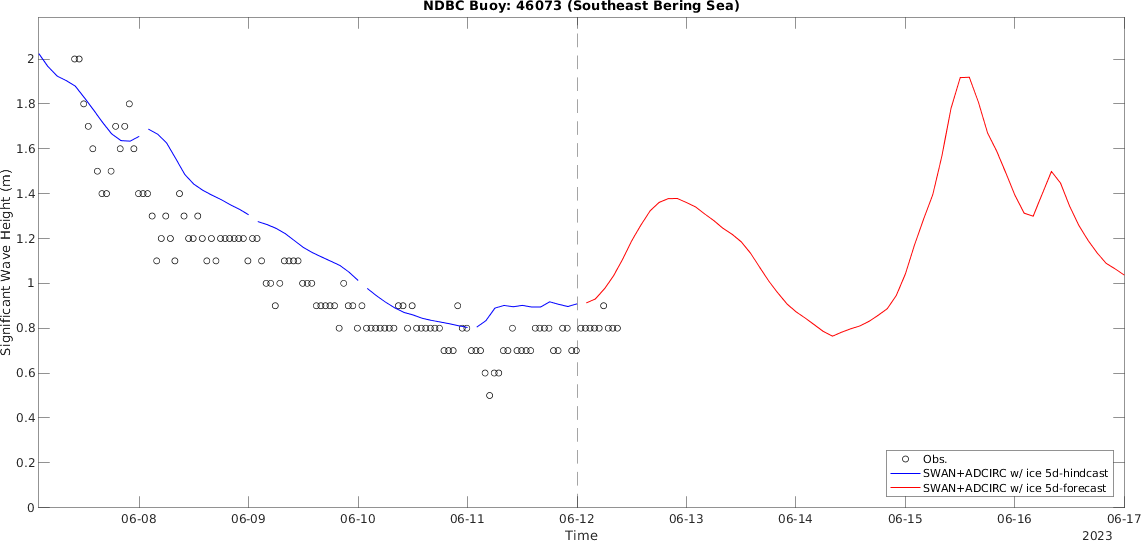 NDBC Buoy: 46073 (Southeast Bering Sea)
Significant Wave Height (m)
2
1.8
1.6
1.4
1.2
1
0.8
0.6
0.4
0.2
0
Obs.
SWAN+ADCIRC w/ ice 5d-hindcast
SWAN+ADCIRC w/ ice 5d-forecast
06-08 06-09 06-10 06-11 06-12 06-13 06-14 06-15 06-16 06-17
Time
2023